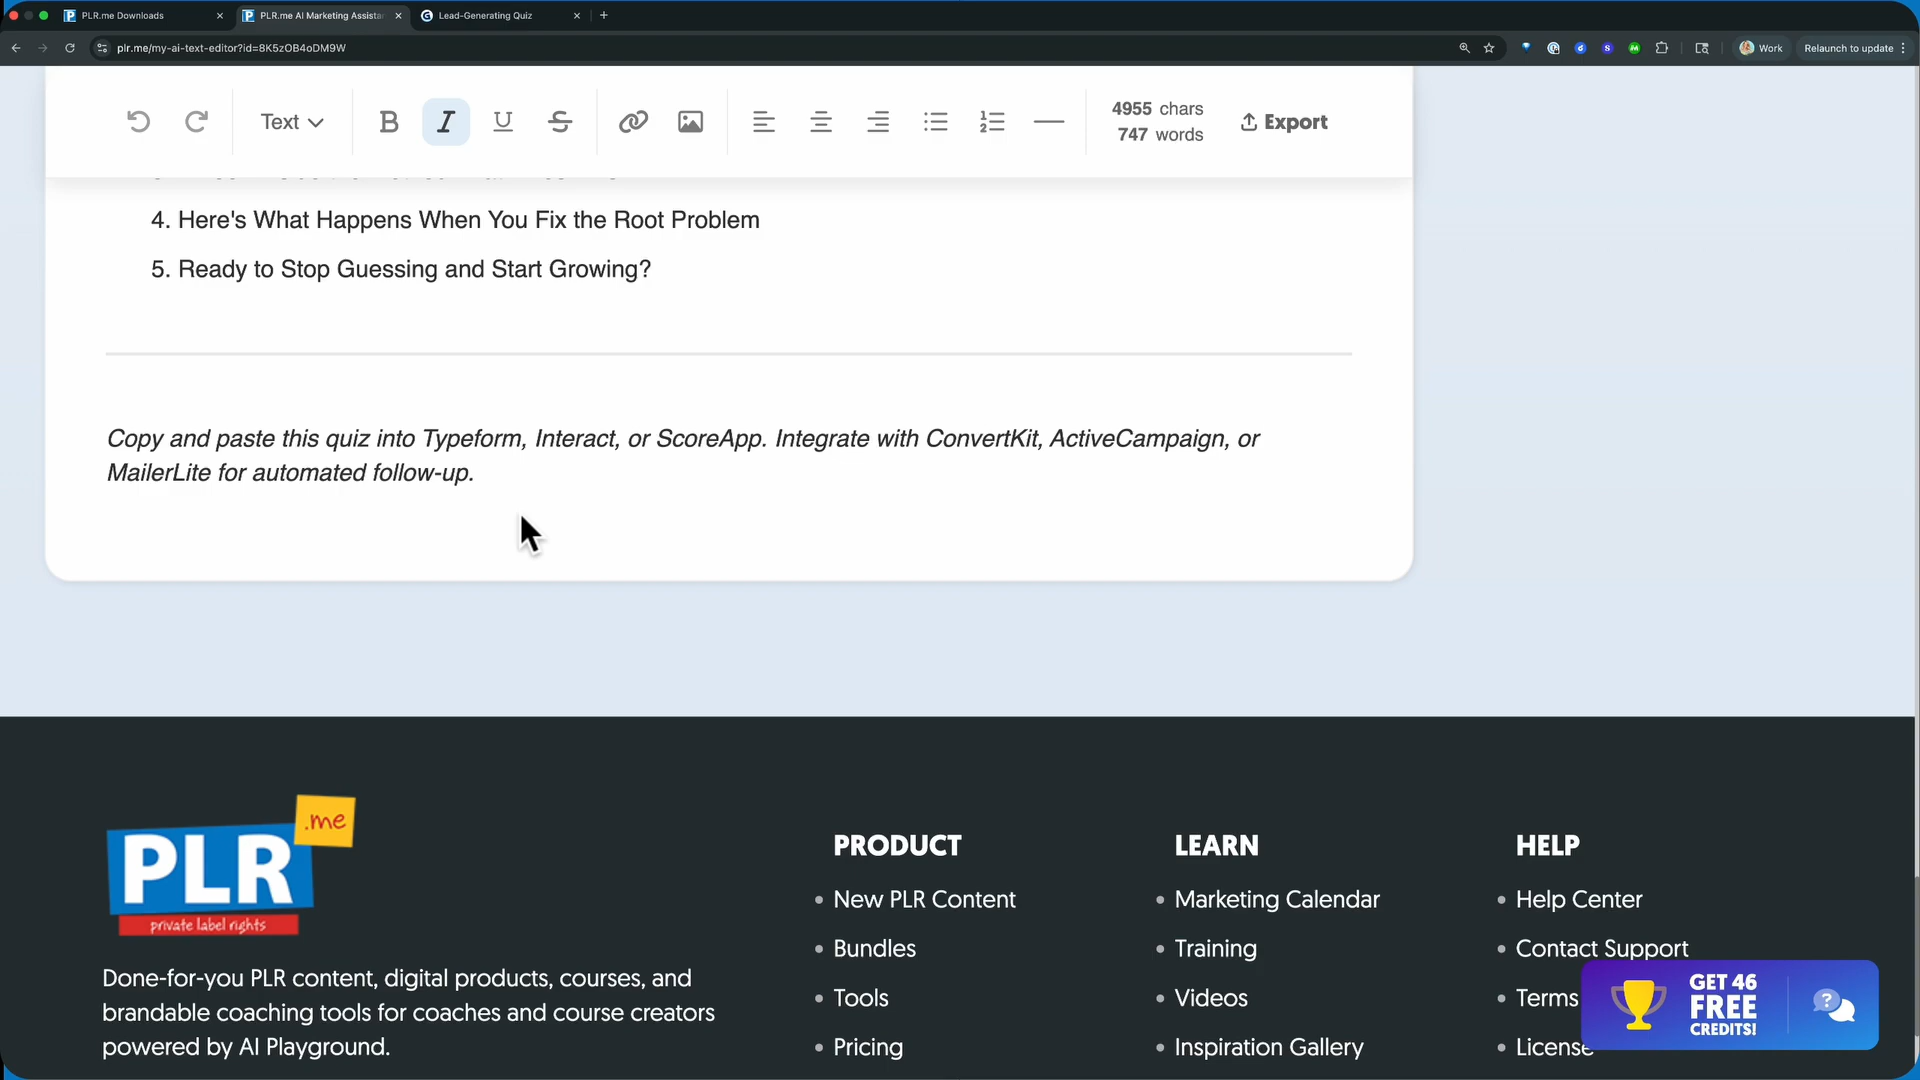 PLR.me Downloads
PLR.me AI Marketing Assistan
Lead-Generating Quiz
plr.me/my-ai-text-editor?id=8K5zOB4oDM9W
Work
Relaunch to update
Text
B I U S
4955 chars
747 words
Export
4. Here's What Happens When You Fix the Root Problem
5. Ready to Stop Guessing and Start Growing?
Copy and paste this quiz into Typeform, Interact, or ScoreApp. Integrate with ConvertKit, ActiveCampaign, or
MailerLite for automated follow-up.
PLR
.me
private label rights
Done-for-you PLR content, digital products, courses, and
brandable coaching tools for coaches and course creators
powered by AI Playground.
PRODUCT
New PLR Content
Bundles
Tools
Pricing
LEARN
Marketing Calendar
Training
Videos
Inspiration Gallery
HELP
Help Center
Contact Support
Terms
License
GET 46
FREE
CREDITS!